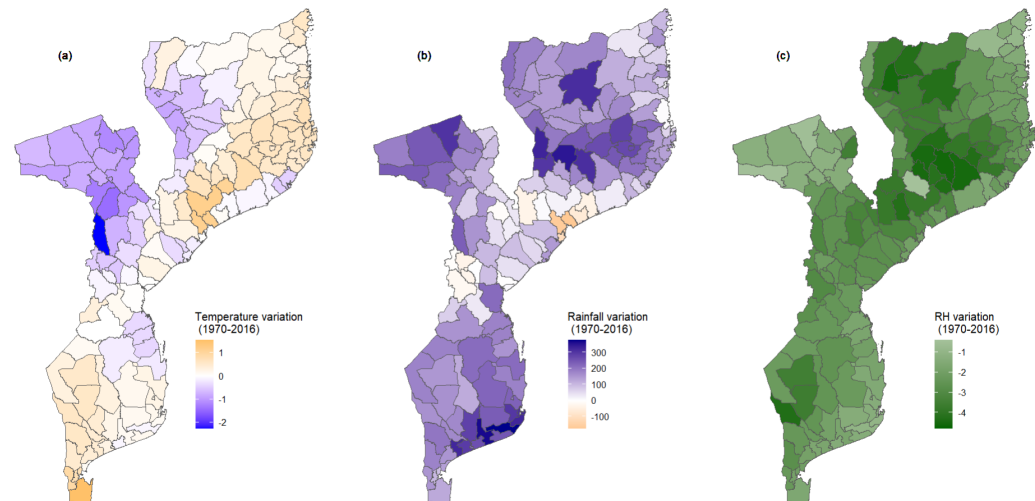 (a)
Temperature variation
(1970-2016)
1
0
-1
-2
(b)
Rainfall variation
(1970-2016)
300
200
100
0
-100
(c)
RH variation
(1970-2016)
-1
-2
-3
-4